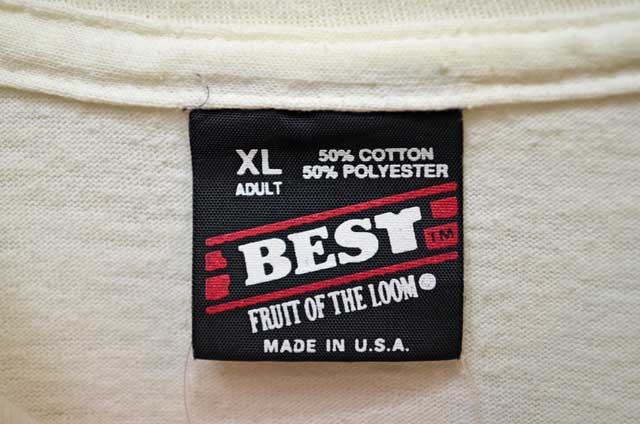 XL
ADULT
50% COTTON
50% POLYESTER
BEST
TM
FRUIT OF THE LOOM
MADE IN U.S.A.